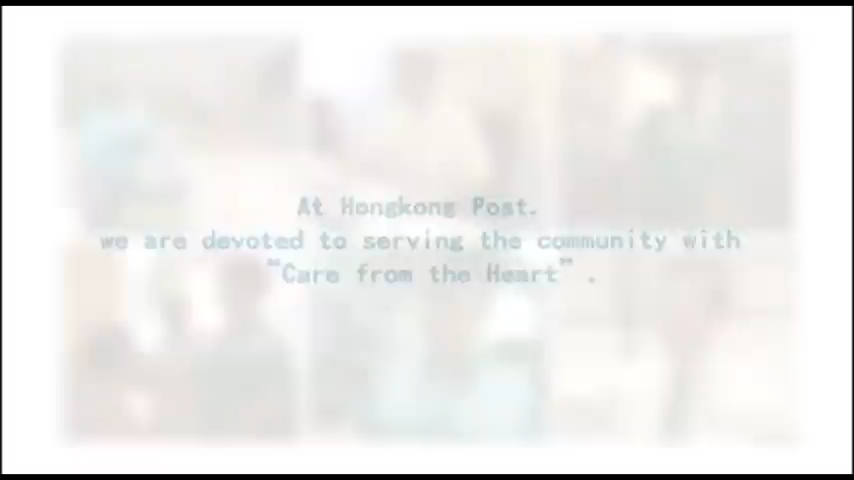 At Hongkong Post.
we are devoted to serving the community with
"Care from the Heart".